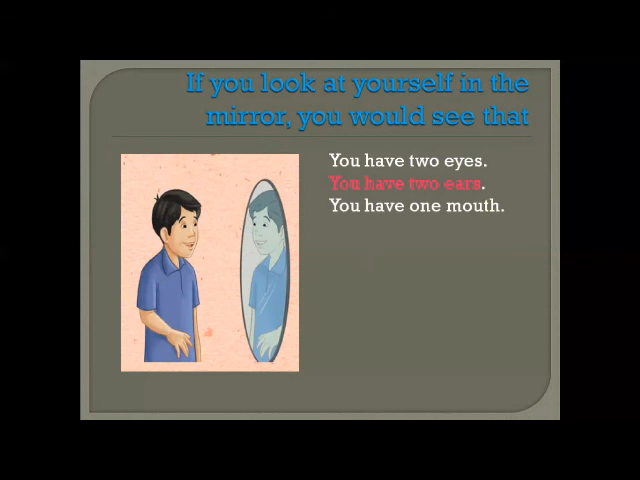 If you look at yourself in the
mirror, you would see that
You have two eyes.
You have two ears.
You have one mouth.